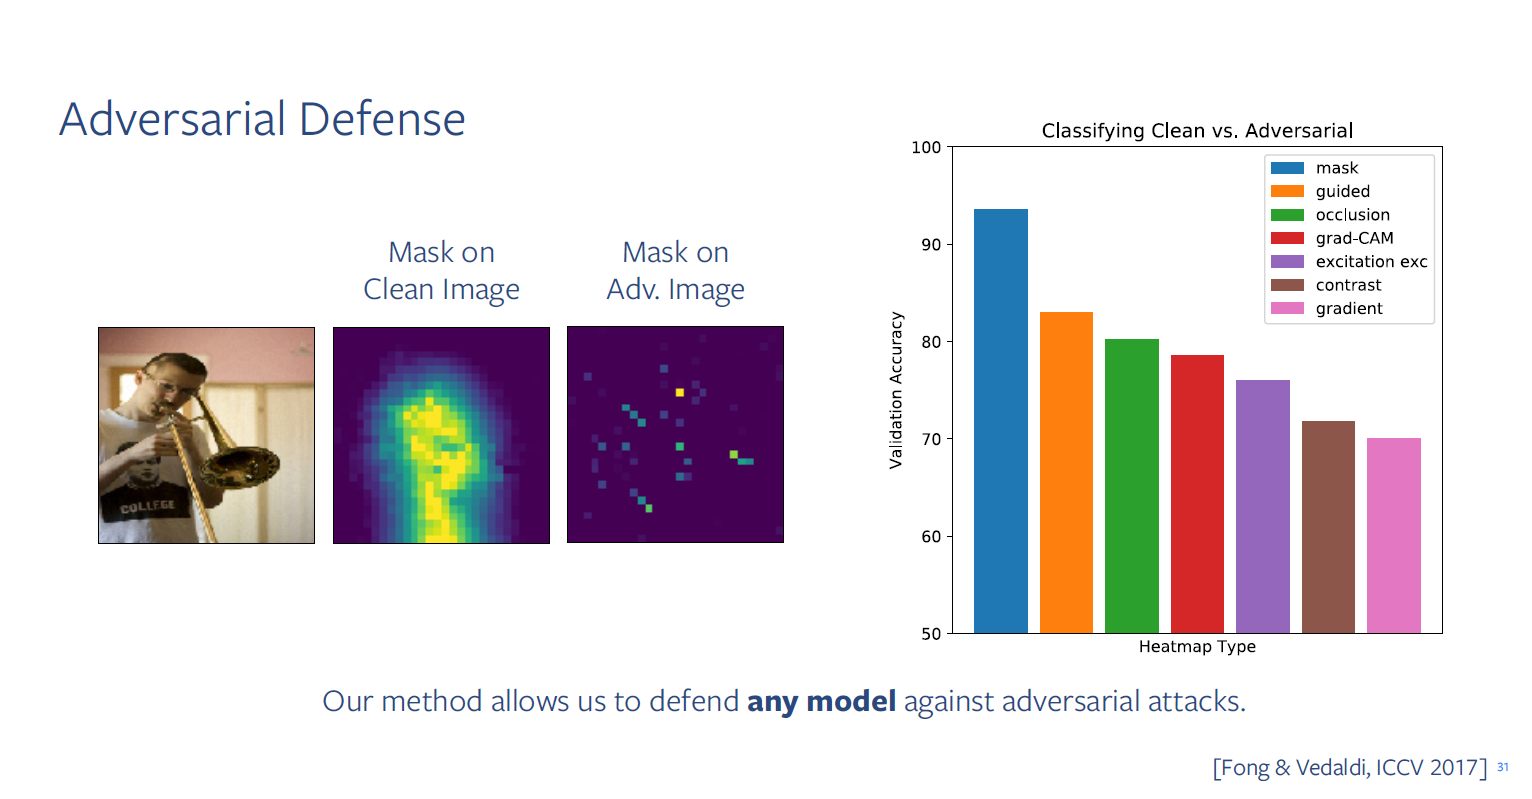 Adversarial Defense
Mask on
Clean Image
Mask on
Adv. Image
COLLEGE
Classifying Clean vs. Adversarial
100
90
80
70
60
50
Validation Accuracy
Heatmap Type
mask
guided
occlusion
grad-CAM
excitation exc
contrast
gradient
Our method allows us to defend any model against adversarial attacks.
[Fong & Vedaldi, ICCV 2017] 31